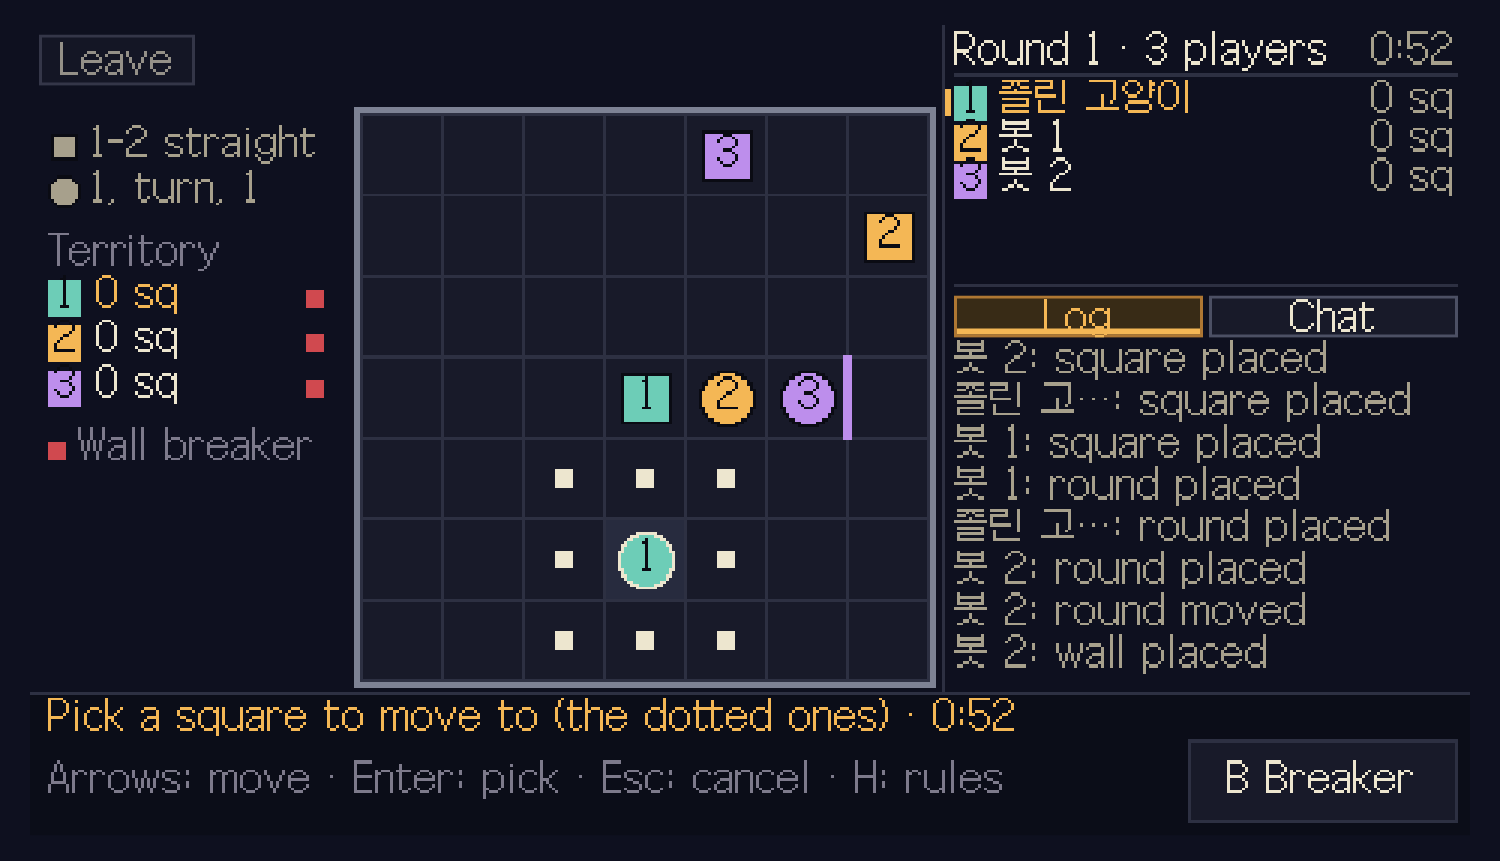 Leave
1-2 straight
1, turn, 1
Territory
1 0 sq
2 0 sq
3 0 sq
Wall breaker
3
2
1 2 3
1
Round 1 · 3 players 0:52
1 쫄린 고양이 0 sq
2 봇 1 0 sq
3 봇 2 0 sq
Log Chat
봇 2: square placed
쫄린 고…: square placed
봇 1: square placed
봇 1: round placed
쫄린 고…: round placed
봇 2: round placed
봇 2: round moved
봇 2: wall placed
Pick a square to move to (the dotted ones) · 0:52
Arrows: move · Enter: pick · Esc: cancel · H: rules
B Breaker